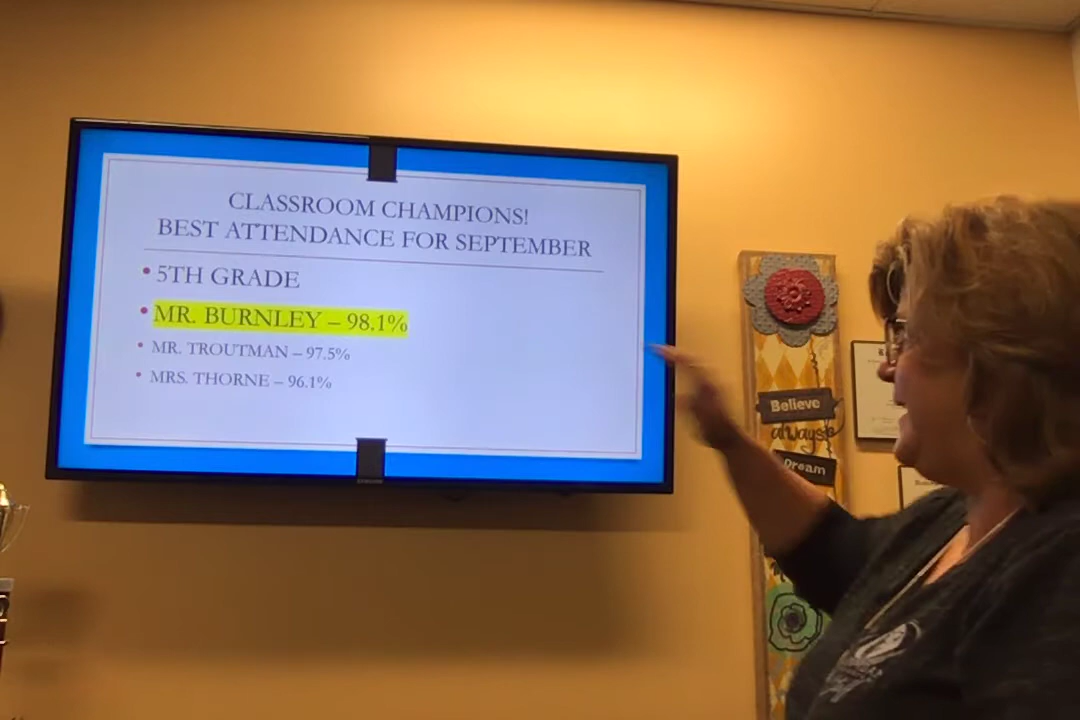 CLASSROOM CHAMPIONS!
BEST ATTENDANCE FOR SEPTEMBER
• 5TH GRADE
• MR. BURNLEY – 98.1%
• MR. TROUTMAN – 97.5%
• MRS. THORNE – 96.1%
Believe
always
Dream